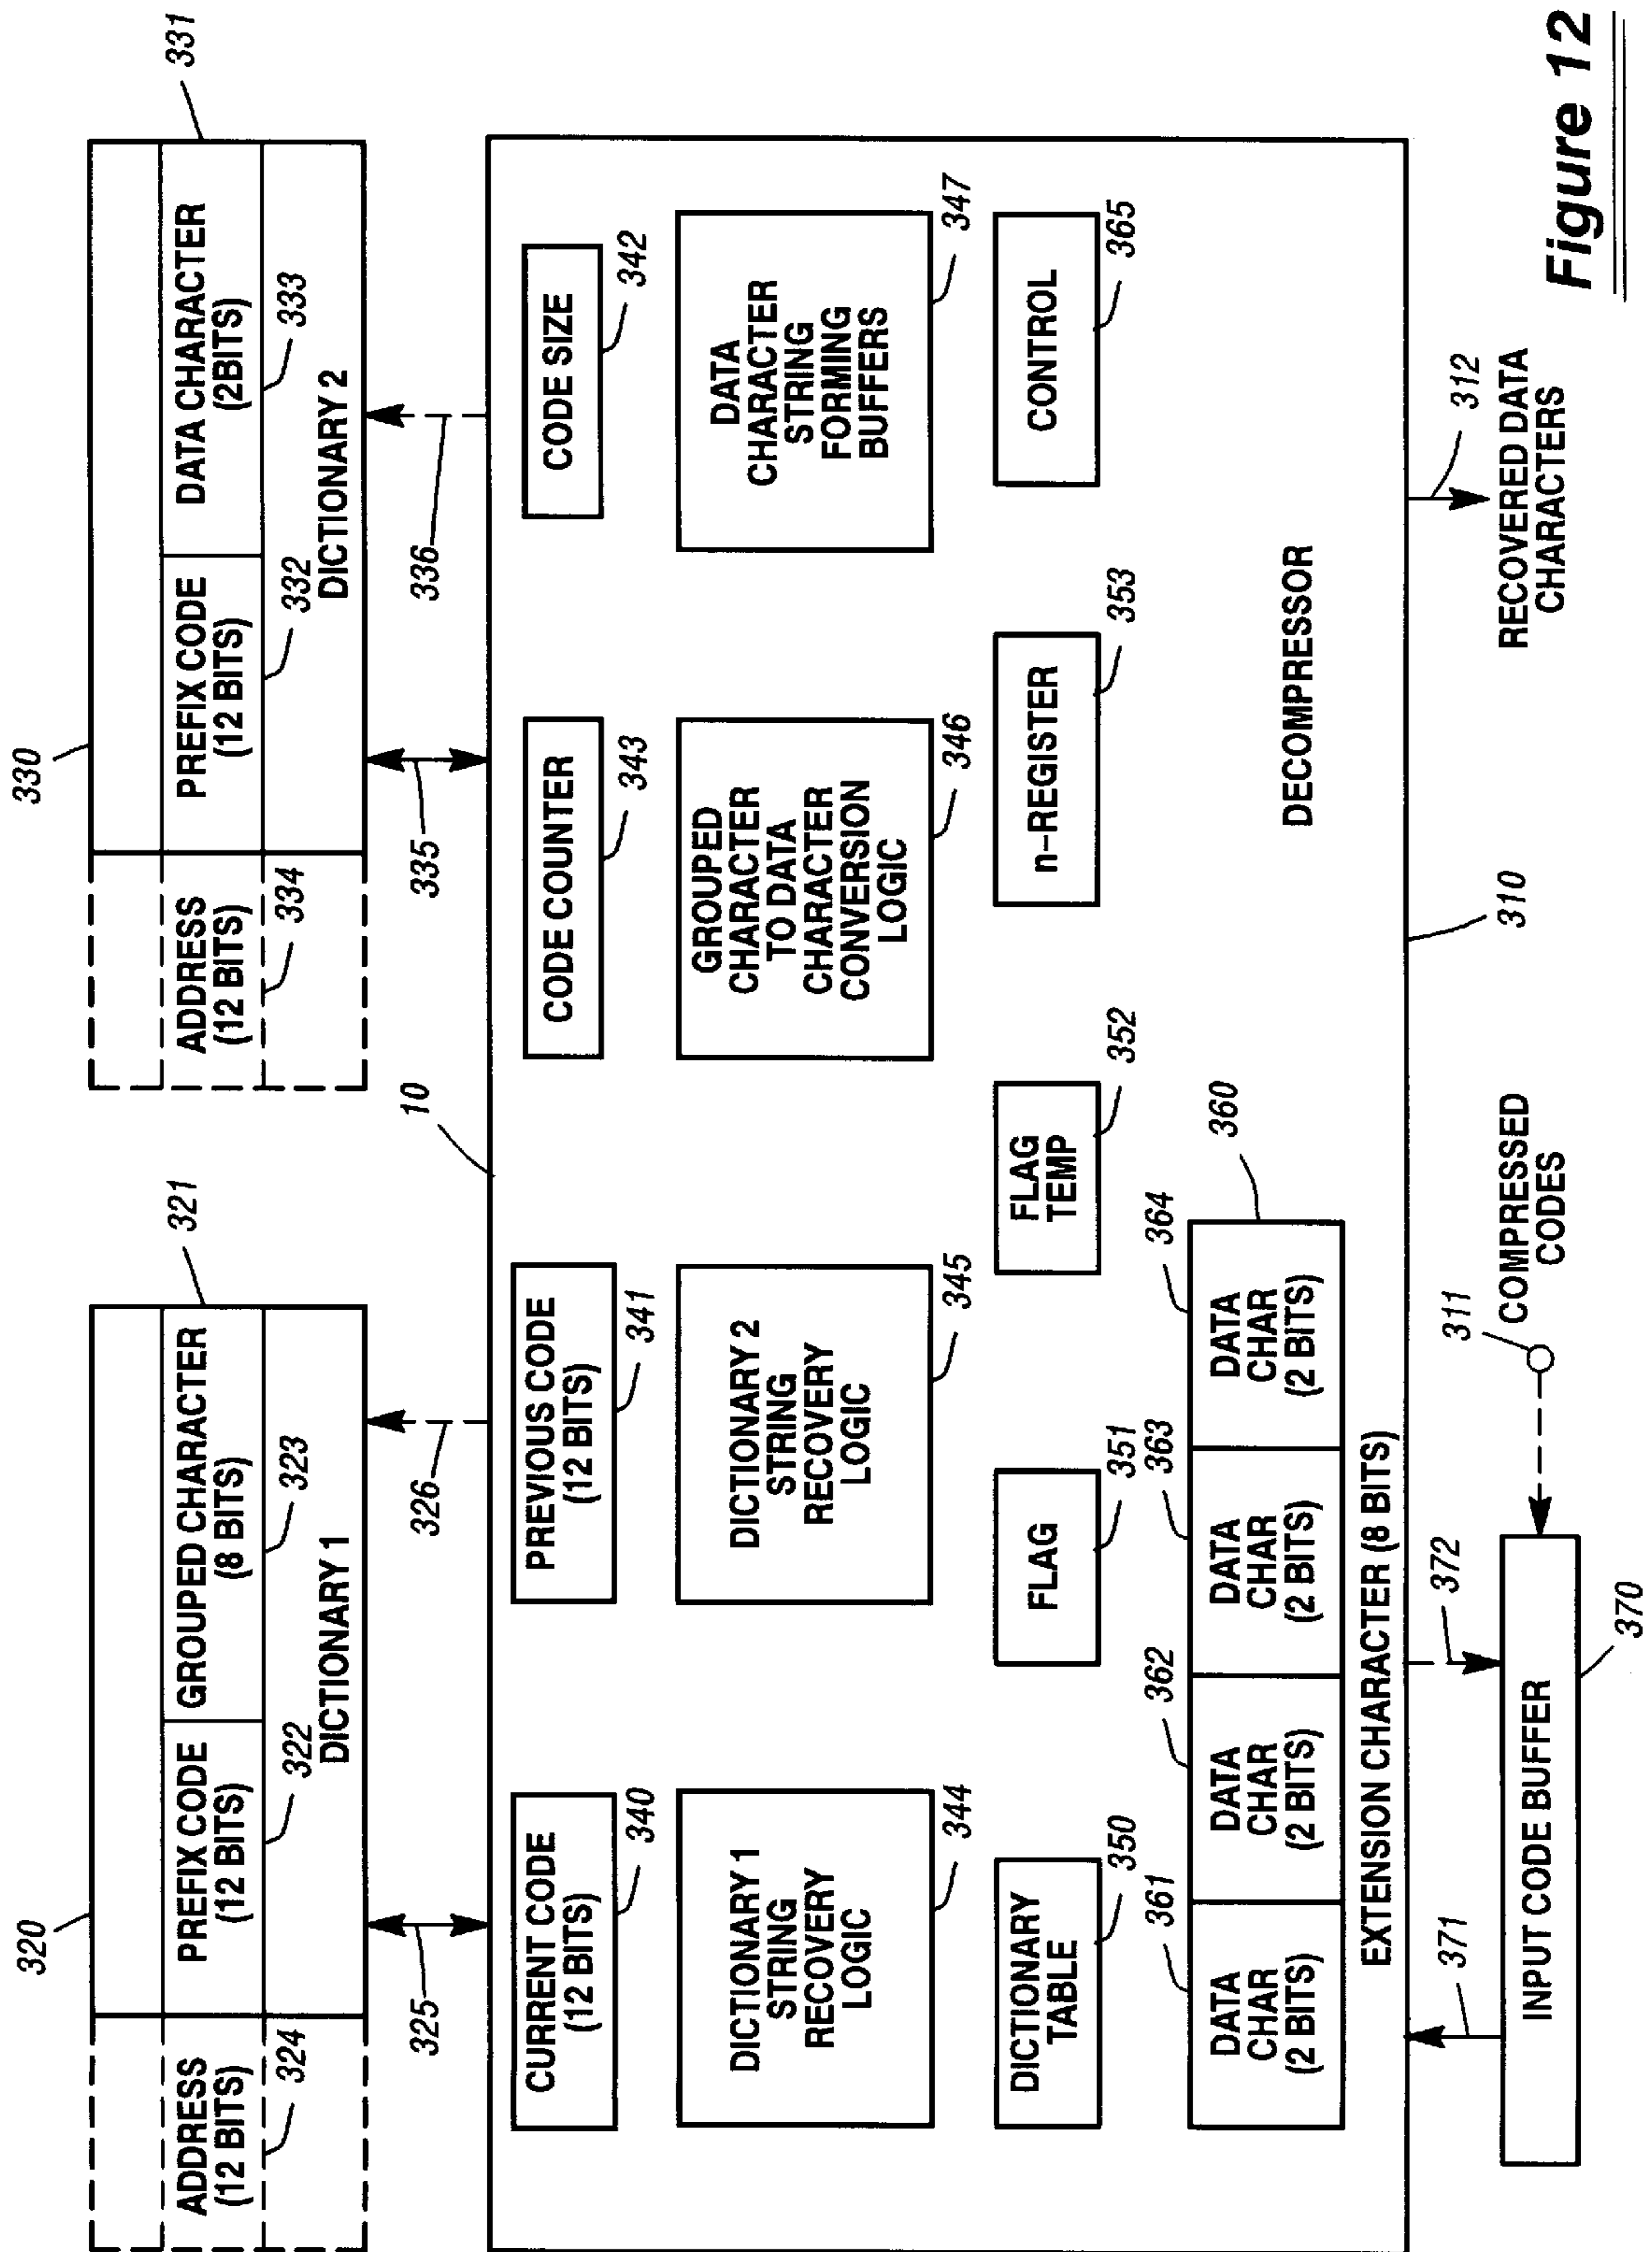 320
321
330
331
ADDRESS
(12 BITS)
324
PREFIX CODE
(12 BITS)
322
GROUPED CHARACTER
(8 BITS)
323
DICTIONARY 1
ADDRESS
(12 BITS)
334
PREFIX CODE
(12 BITS)
332
DATA CHARACTER
(2BITS)
333
DICTIONARY 2
325
326
10
335
336
CURRENT CODE
(12 BITS)
340
PREVIOUS CODE
(12 BITS)
341
CODE COUNTER
343
CODE SIZE
342
DICTIONARY 1
STRING
RECOVERY
LOGIC
344
DICTIONARY 2
STRING
RECOVERY
LOGIC
345
GROUPED
CHARACTER
TO DATA
CHARACTER
CONVERSION
LOGIC
346
DATA
CHARACTER
STRING
FORMING
BUFFERS
347
DICTIONARY
TABLE
350
FLAG
351
FLAG
TEMP
352
n-REGISTER
353
CONTROL
365
361
362
363
364
360
DATA
CHAR
(2 BITS)
DATA
CHAR
(2 BITS)
DATA
CHAR
(2 BITS)
DATA
CHAR
(2 BITS)
EXTENSION CHARACTER (8 BITS)
DECOMPRESSOR
310
371
372
INPUT CODE BUFFER
370
311
COMPRESSED
CODES
312
RECOVERED DATA
CHARACTERS
Figure 12